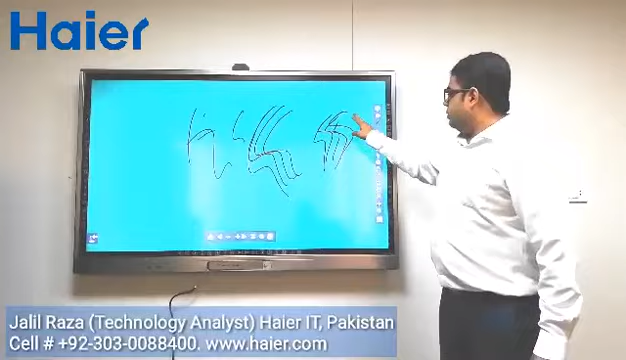 Haier
Jalil Raza (Technology Analyst) Haier IT, Pakistan
Cell # +92-303-0088400. www.haier.com